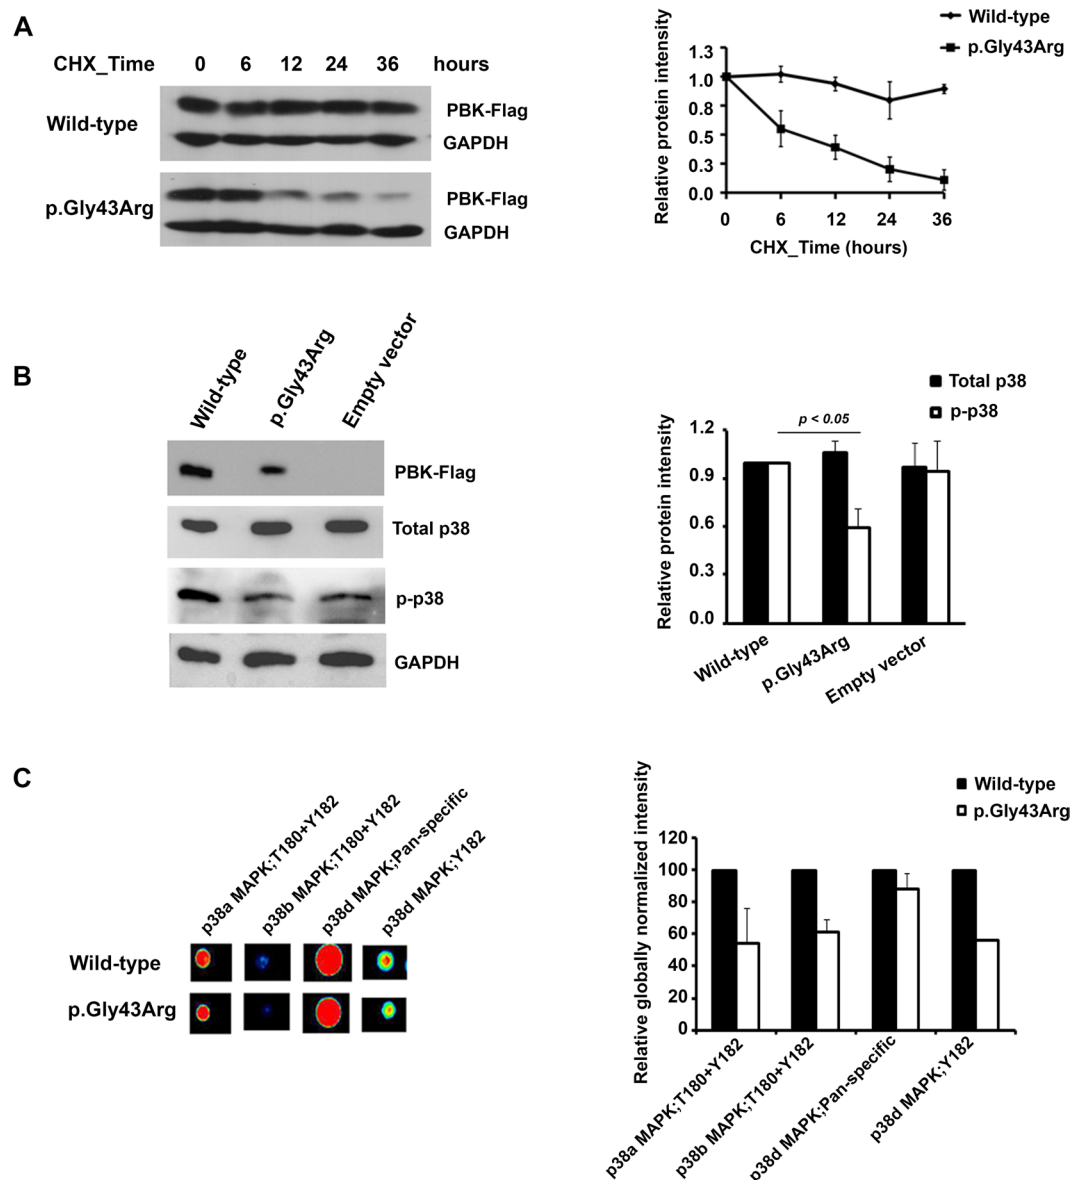 A
CHX_Time 0 6 12 24 36 hours
Wild-type
PBK-Flag
GAPDH
p.Gly43Arg
PBK-Flag
GAPDH
Wild-type
p.Gly43Arg
Relative protein intensity
1.3
1.0
0.8
0.5
0.3
0.0
0 6 12 24 36
CHX_Time (hours)
B
Wild-type
p.Gly43Arg
Empty vector
PBK-Flag
Total p38
p-p38
GAPDH
Total p38
p-p38
p < 0.05
Relative protein intensity
1.2
0.9
0.6
0.3
0.0
Wild-type
p.Gly43Arg
Empty vector
C
p38a MAPK;T180+Y182
p38b MAPK;T180+Y182
p38d MAPK;Pan-specific
p38d MAPK;Y182
Wild-type
p.Gly43Arg
Wild-type
p.Gly43Arg
Relative globally normalized intensity
120
100
80
60
40
20
0
p38a MAPK;T180+Y182
p38b MAPK;T180+Y182
p38d MAPK;Pan-specific
p38d MAPK;Y182